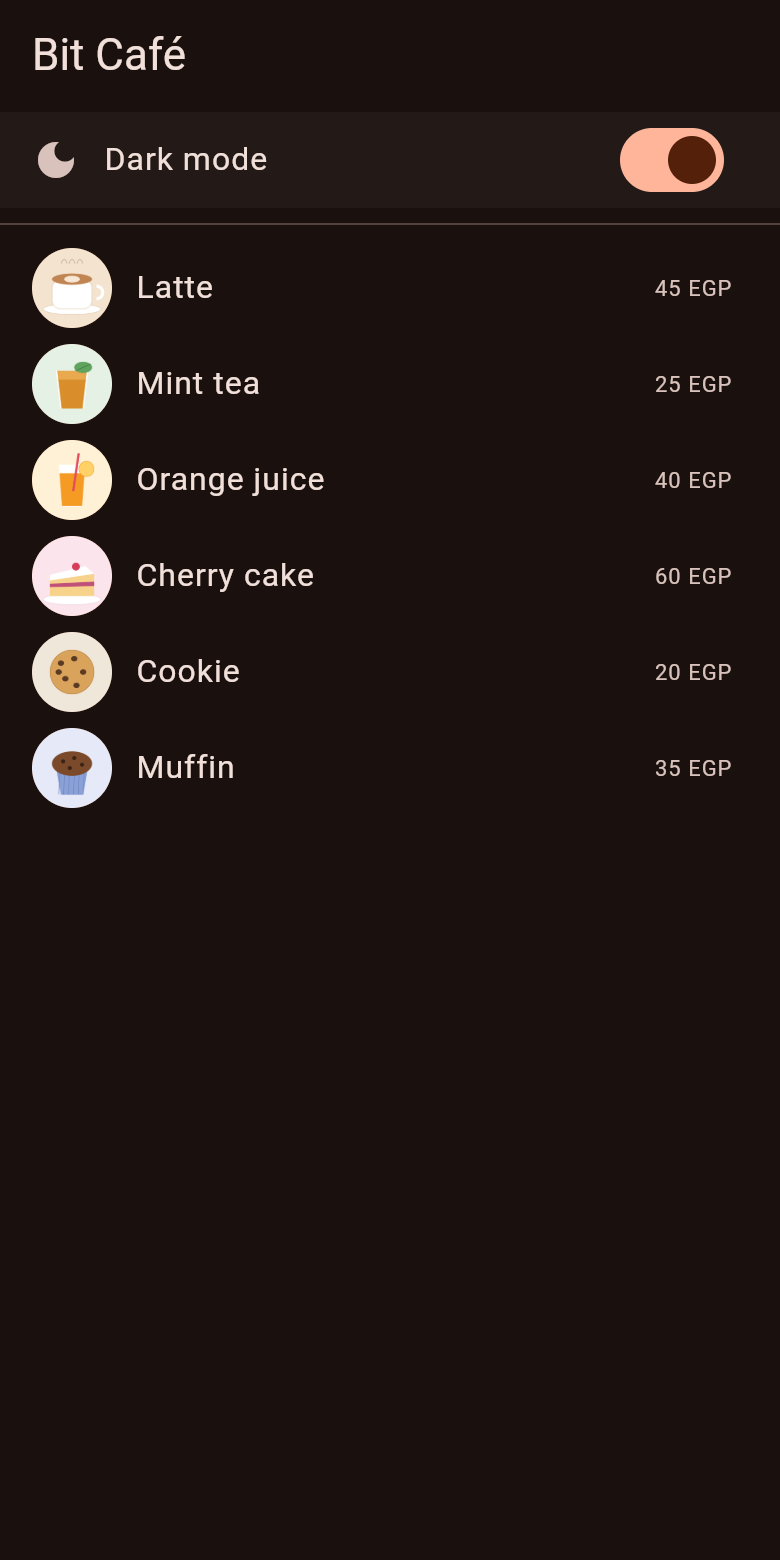 Bit Café
Dark mode
Latte 45 EGP
Mint tea 25 EGP
Orange juice 40 EGP
Cherry cake 60 EGP
Cookie 20 EGP
Muffin 35 EGP